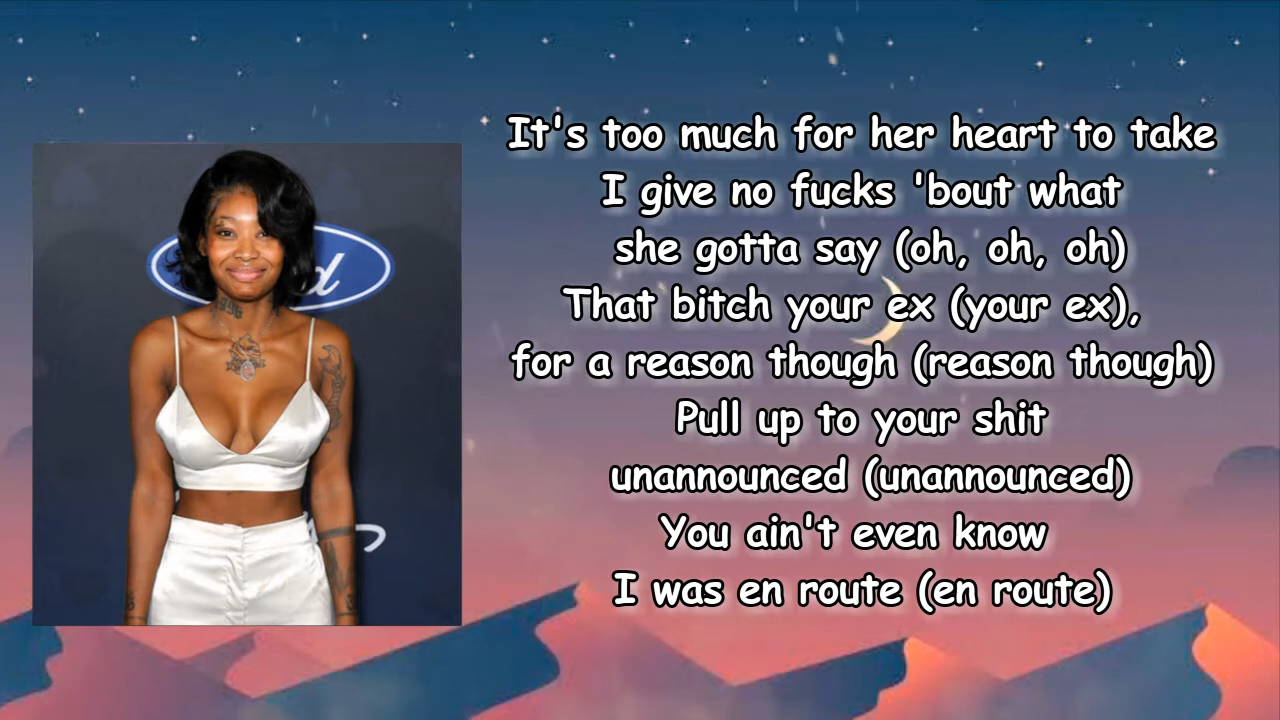 It's too much for her heart to take
I give no fucks 'bout what
she gotta say (oh, oh, oh)
That bitch your ex (your ex),
for a reason though (reason though)
Pull up to your shit
unannounced (unannounced)
You ain't even know
I was en route (en route)